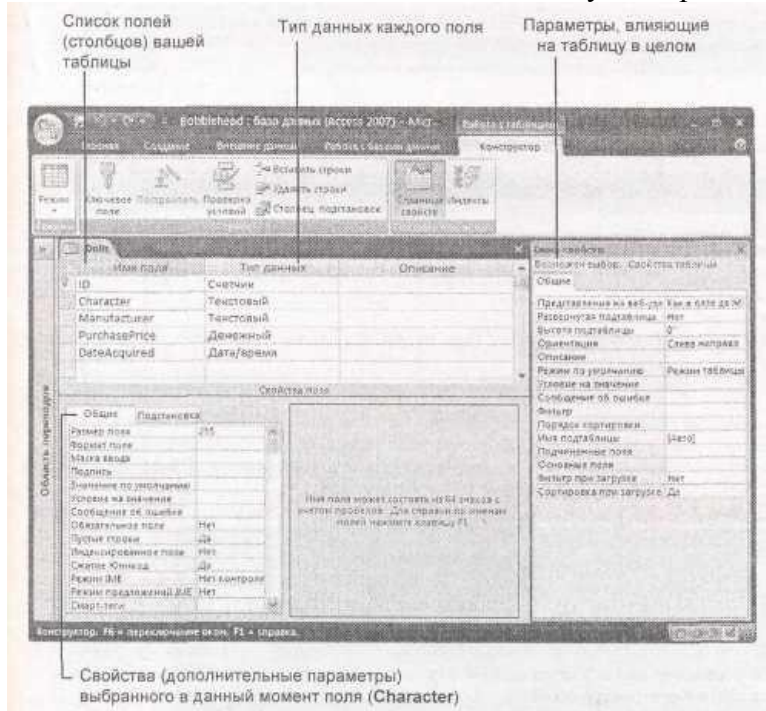 Список полей
(столбцов) вашей
таблицы
Тип данных каждого поля
Параметры, влияющие
на таблицу в целом
Bobblehead : база данных (Access 2007) -
Работа с таблицами
Главная Создание Внешние данные Работа с базами данных Конструктор
Режим
Ключевое поле
Построитель
Проверка условий
Вставить строки
Удалить строки
Столбец подстановок
Страница свойств
Индексы
Dolls
Имя поля Тип данных Описание
ID Счетчик
Character Текстовый
Manufacturer Текстовый
PurchasePrice Денежный
DateAcquired Дата/время
Свойства поля
Область переходов
Общие Подстановка
Размер поля 255
Формат поля
Маска ввода
Подпись
Значение по умолчанию
Условие на значение
Сообщение об ошибке
Обязательное поле Нет
Пустые строки Да
Индексированное поле Нет
Сжатие Юникод Да
Режим IME Нет контроля
Режим предложений IME Нет
Смарт-теги
Имя поля может состоять из 64 знаков с
учетом пробелов. Для справки по именам
полей нажмите клавишу F1.
Окно свойств
Возможен выбор: Свойства таблицы
Общие
Развернутая подтаблица Нет
Высота подтаблицы 0"
Ориентация Слева направо
Описание
Режим по умолчанию Режим таблицы
Условие на значение
Сообщение об ошибке
Фильтр
Порядок сортировки
Имя подтаблицы [Авто]
Подчиненные поля
Основные поля
Фильтр при загрузке Нет
Сортировка при загрузке Да
Конструктор. F6 = переключение окон. F1 = справка.
Свойства (дополнительные параметры)
выбранного в данный момент поля (Character)